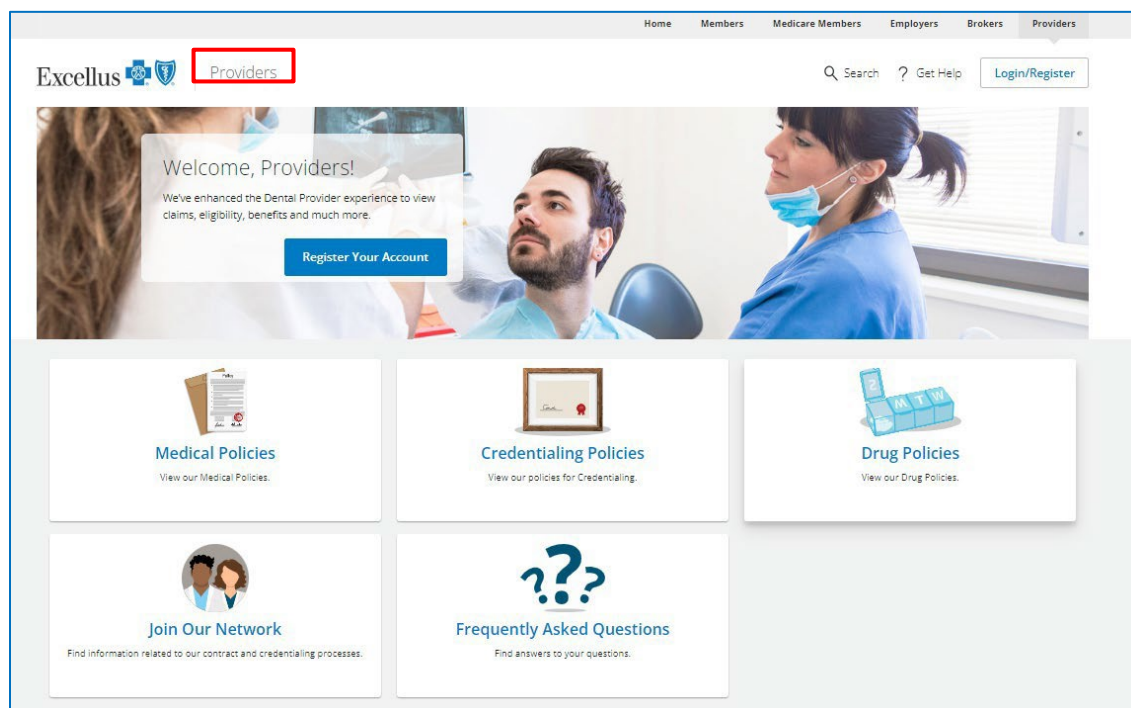 Home Members Medicare Members Employers Brokers Providers
Excellus Providers Search ? Get Help Login/Register
Welcome, Providers!
We've enhanced the Dental Provider experience to view
claims, eligibility, benefits and much more.
Register Your Account
Policy
2 M T W
Medical Policies
View our Medical Policies.
Credentialing Policies
View our policies for Credentialing.
Drug Policies
View our Drug Policies.
???
Join Our Network
Find information related to our contract and credentialing processes.
Frequently Asked Questions
Find answers to your questions.